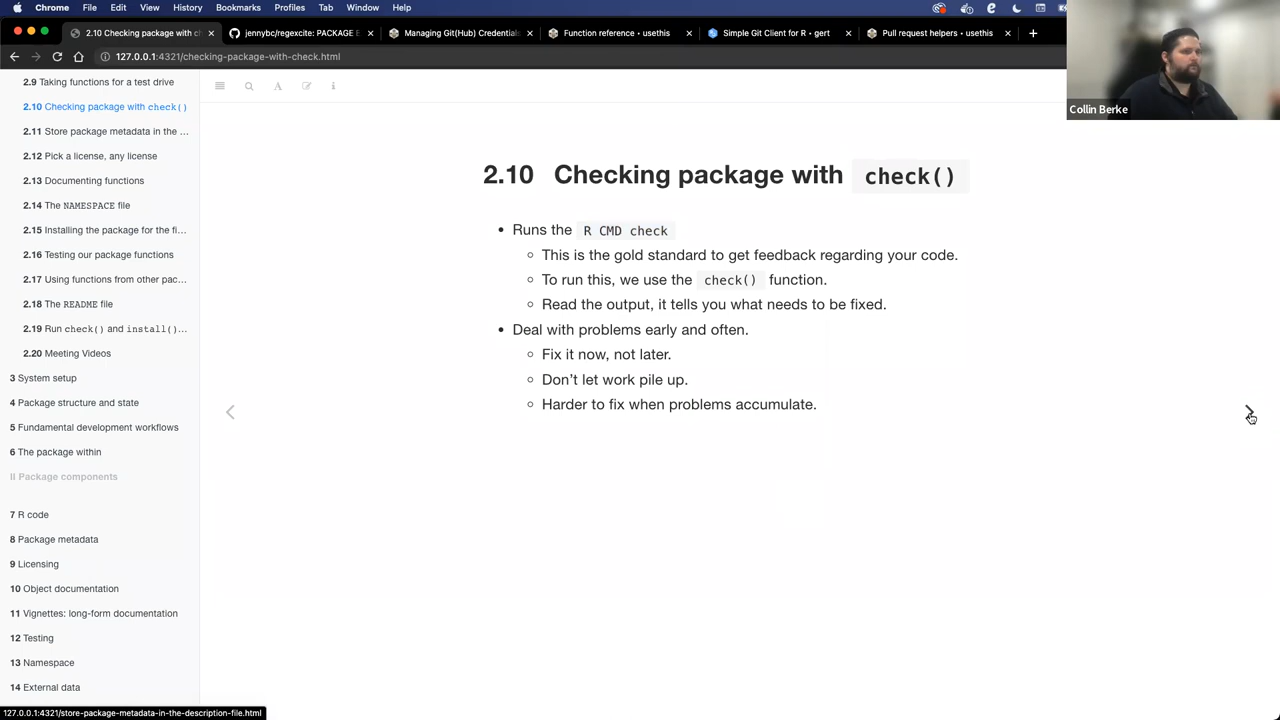 Chrome File Edit View History Bookmarks Profiles Tab Window Help
2.10 Checking package with ch
jennybc/regexcite: PACKAGE E
Managing Git(Hub) Credentials
Function reference • usethis
Simple Git Client for R • gert
Pull request helpers • usethis
127.0.0.1:4321/checking-package-with-check.html
Collin Berke
2.9 Taking functions for a test drive
2.10 Checking package with check()
2.11 Store package metadata in the ...
2.12 Pick a license, any license
2.13 Documenting functions
2.14 The NAMESPACE file
2.15 Installing the package for the fi...
2.16 Testing our package functions
2.17 Using functions from other pac...
2.18 The README file
2.19 Run check() and install()...
2.20 Meeting Videos
3 System setup
4 Package structure and state
5 Fundamental development workflows
6 The package within
II Package components
7 R code
8 Package metadata
9 Licensing
10 Object documentation
11 Vignettes: long-form documentation
12 Testing
13 Namespace
14 External data
2.10 Checking package with check()
• Runs the R CMD check
This is the gold standard to get feedback regarding your code.
To run this, we use the check() function.
Read the output, it tells you what needs to be fixed.
• Deal with problems early and often.
Fix it now, not later.
Don’t let work pile up.
Harder to fix when problems accumulate.
127.0.0.1:4321/store-package-metadata-in-the-description-file.html